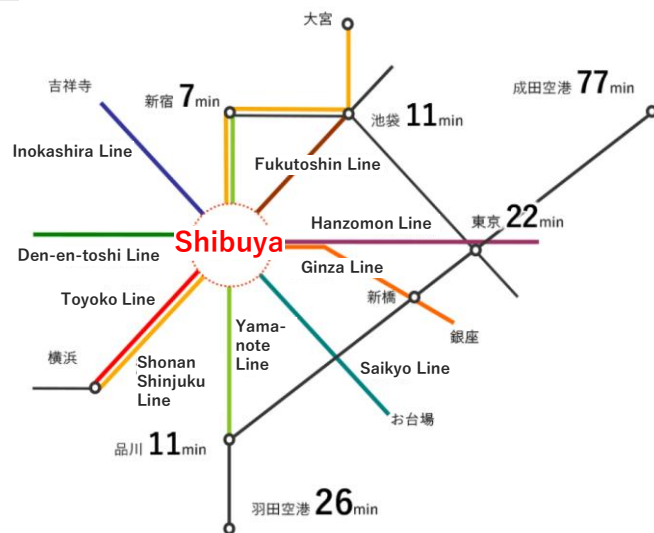 大宮
成田空港 77min
吉祥寺
新宿 7min
池袋 11min
Inokashira Line
Fukutoshin Line
Hanzomon Line
東京 22min
Shibuya
Den-en-toshi Line
Ginza Line
Toyoko Line
新橋
Yama-
note
Line
銀座
横浜
Shonan
Shinjuku
Line
Saikyo Line
お台場
品川 11min
羽田空港 26min